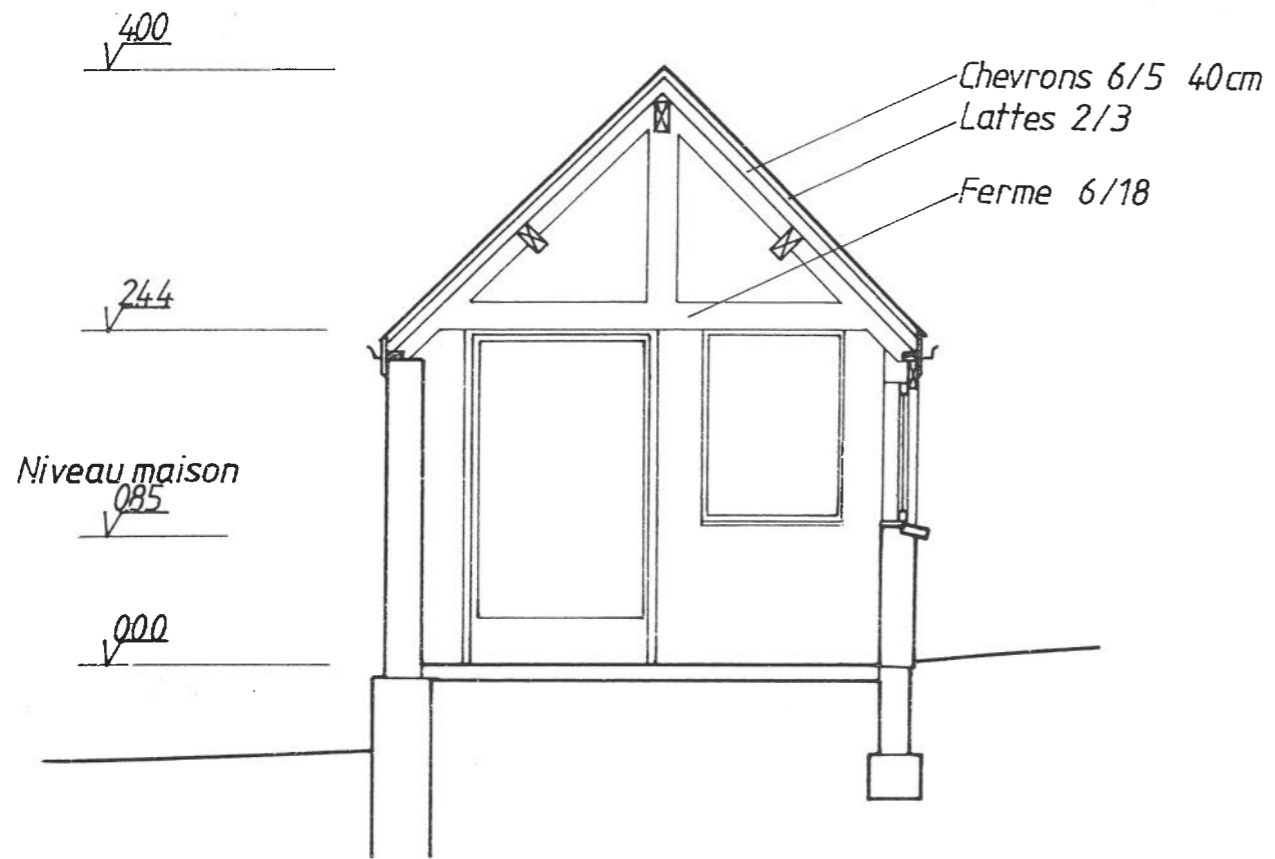 400
Chevrons 6/5 40cm
Lattes 2/3
Ferme 6/18
244
Niveau maison
085
000